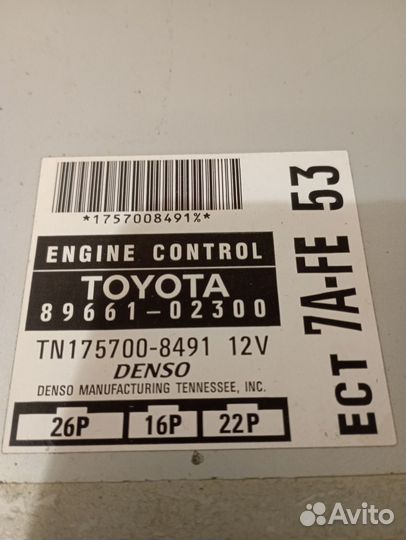 *1757008491%*
ENGINE CONTROL
TOYOTA
89661-02300
TN175700-8491 12V
DENSO
DENSO MANUFACTURING TENNESSEE, INC.
26P 16P 22P
ECT 7A-FE 53
Avito